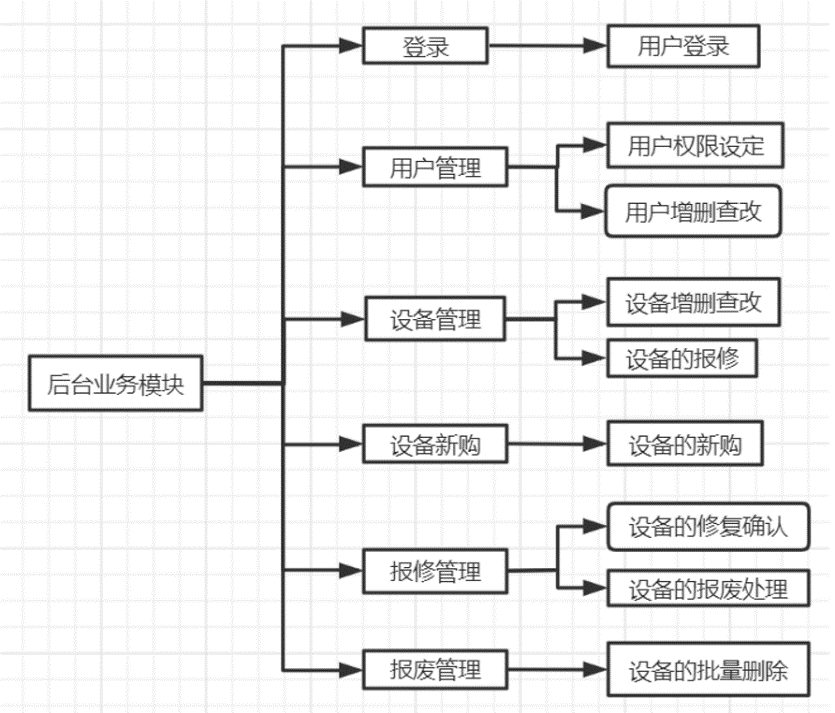 登录
用户登录
用户管理
用户权限设定
用户增删查改
设备管理
设备增删查改
设备的报修
后台业务模块
设备新购
设备的新购
报修管理
设备的修复确认
设备的报废处理
报废管理
设备的批量删除